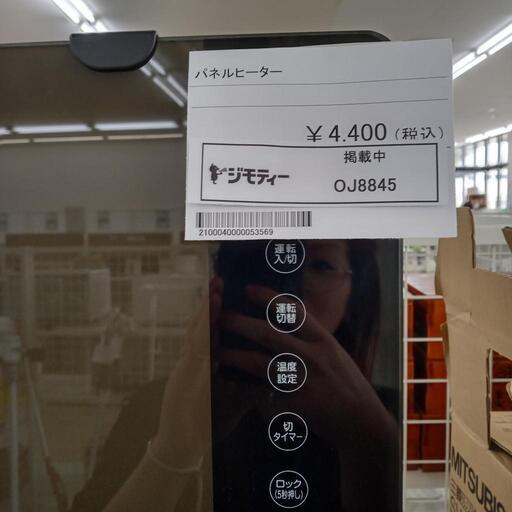 パネルヒーター
￥4.400（税込）
掲載中
ジモティー
OJ8845
2100040000053569
運転
入/切
運転
切替
温度
設定
切
タイマー
ロック
(5秒押し)
MITSUBIS